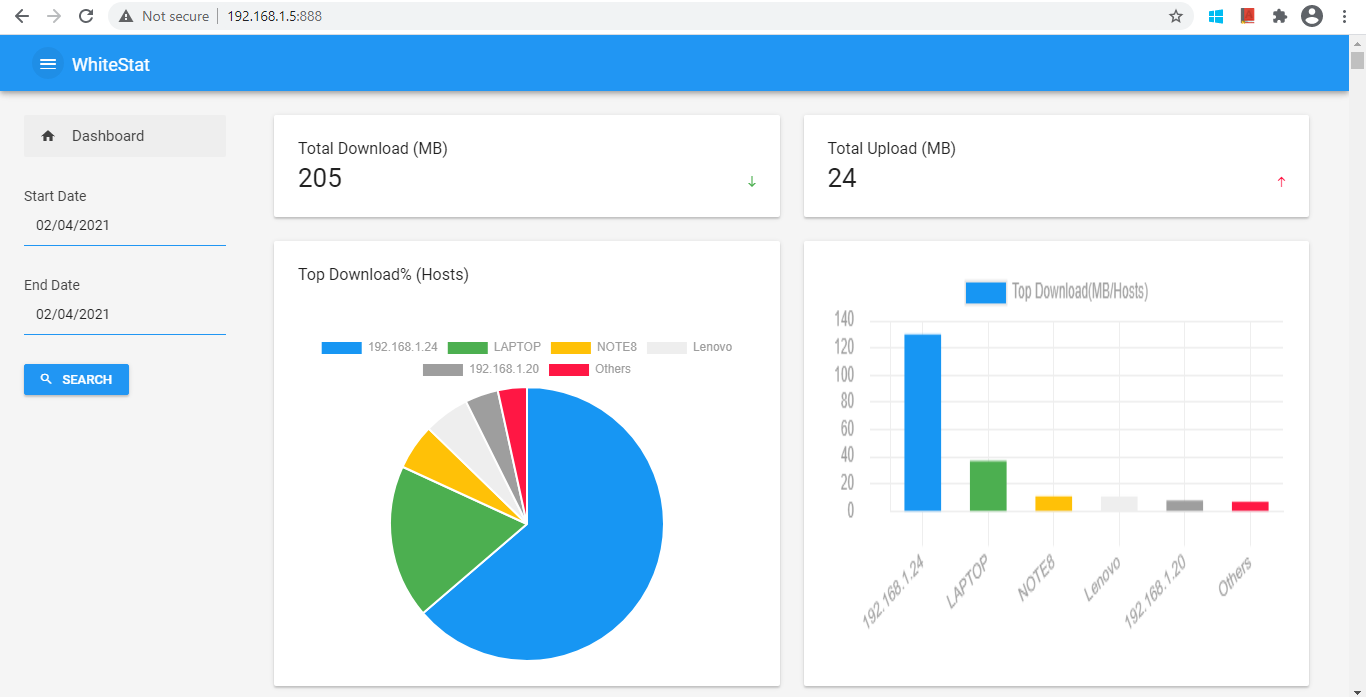 Not secure 192.168.1.5:888
WhiteStat
Dashboard
Start Date
02/04/2021
End Date
02/04/2021
SEARCH
Total Download (MB)
205
Total Upload (MB)
24
Top Download% (Hosts)
192.168.1.24 LAPTOP NOTE8 Lenovo
192.168.1.20 Others
Top Download(MB/Hosts)
140
120
100
80
60
40
20
0
192.168.1.24 LAPTOP NOTE8 Lenovo 192.168.1.20 Others